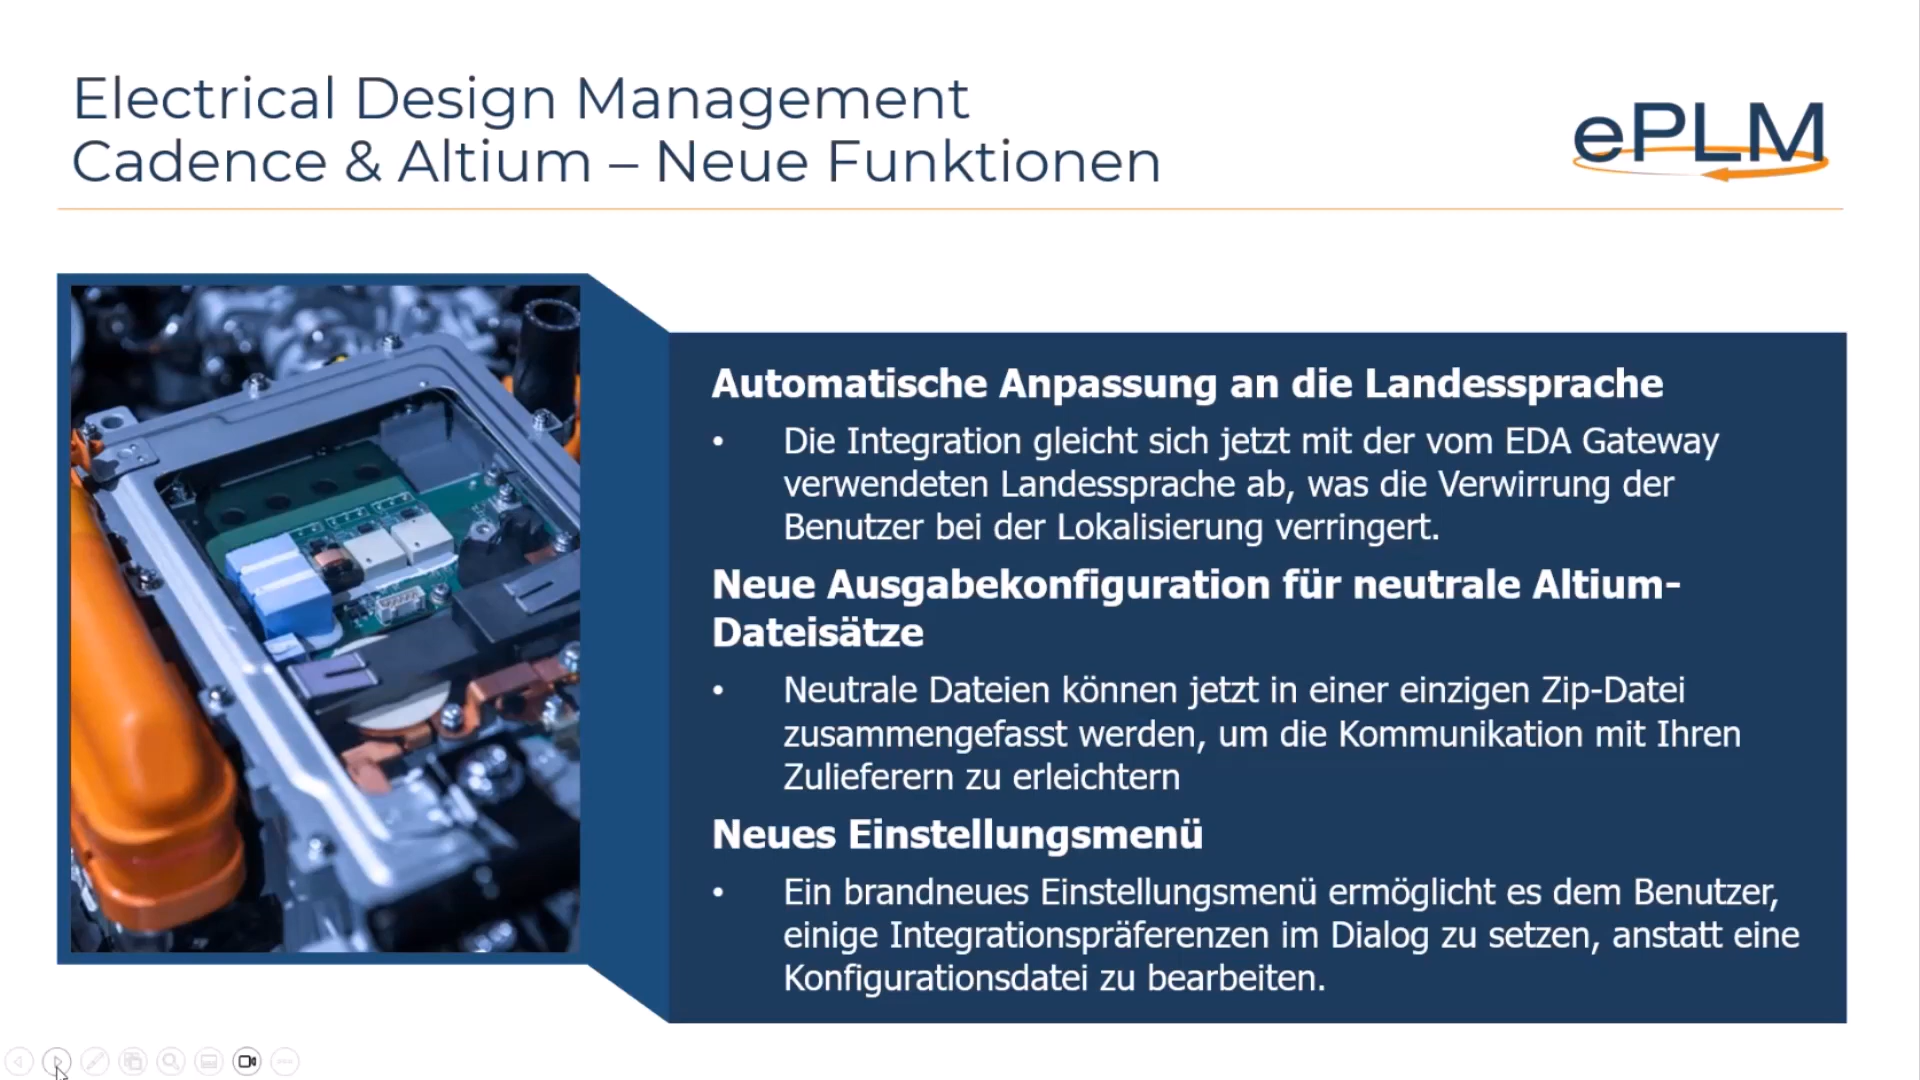 Electrical Design Management
Cadence & Altium – Neue Funktionen
ePLM
Automatische Anpassung an die Landessprache
• Die Integration gleicht sich jetzt mit der vom EDA Gateway
verwendeten Landessprache ab, was die Verwirrung der
Benutzer bei der Lokalisierung verringert.
Neue Ausgabekonfiguration für neutrale Altium-
Dateisätze
• Neutrale Dateien können jetzt in einer einzigen Zip-Datei
zusammengefasst werden, um die Kommunikation mit Ihren
Zulieferern zu erleichtern
Neues Einstellungsmenü
• Ein brandneues Einstellungsmenü ermöglicht es dem Benutzer,
einige Integrationspräferenzen im Dialog zu setzen, anstatt eine
Konfigurationsdatei zu bearbeiten.